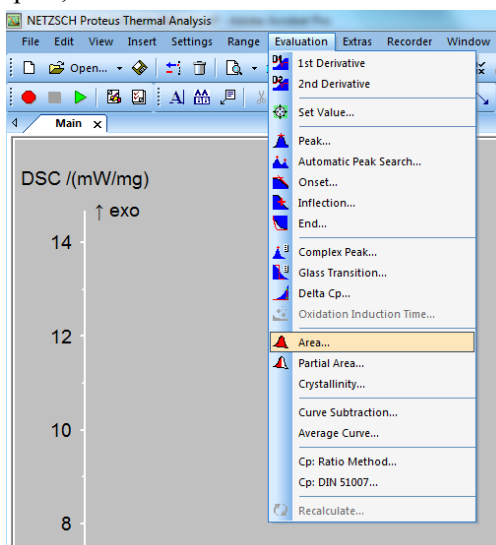 NETZSCH Proteus Thermal Analysis
File Edit View Insert Settings Range Evaluation Extras Recorder Window
Open...
Main x
DSC /(mW/mg)
↑ exo
14
12
10
8
1st Derivative
2nd Derivative
Set Value...
Peak...
Automatic Peak Search...
Onset...
Inflection...
End...
Complex Peak...
Glass Transition...
Delta Cp...
Oxidation Induction Time...
Area...
Partial Area...
Crystallinity...
Curve Subtraction...
Average Curve...
Cp: Ratio Method...
Cp: DIN 51007...
Recalculate...